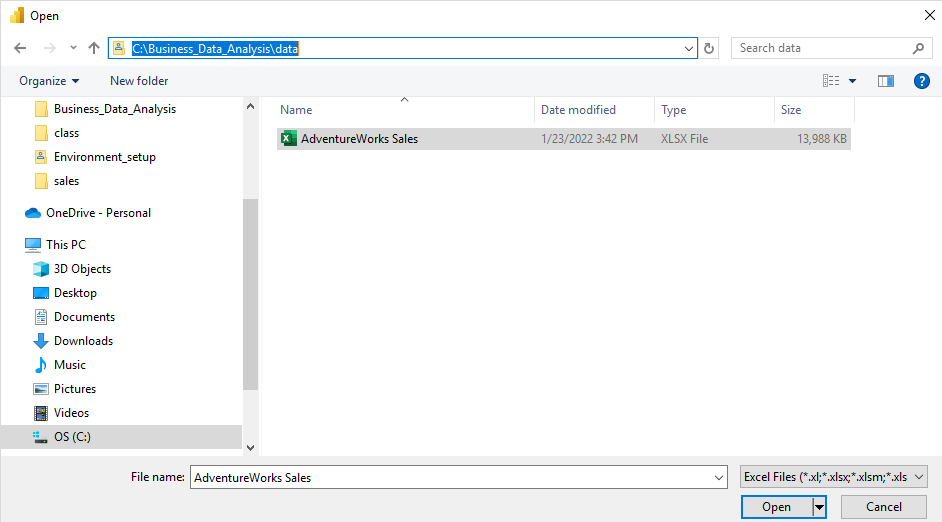 Open
C:\Business_Data_Analysis\data
Search data
Organize
New folder
Business_Data_Analysis
class
Environment_setup
sales
OneDrive - Personal
This PC
3D Objects
Desktop
Documents
Downloads
Music
Pictures
Videos
OS (C:)
Name Date modified Type Size
AdventureWorks Sales 1/23/2022 3:42 PM XLSX File 13,988 KB
File name: AdventureWorks Sales Excel Files (*.xl;*.xlsx;*.xlsm;*.xls
Open Cancel